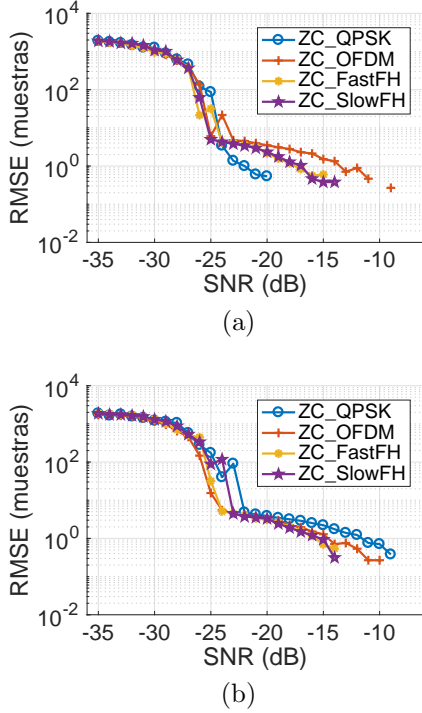 10^4
10^2
10^0
10^-2
RMSE (muestras)
ZC_QPSK
ZC_OFDM
ZC_FastFH
ZC_SlowFH
-35 -30 -25 -20 -15 -10
SNR (dB)
(a)
10^4
10^2
10^0
10^-2
RMSE (muestras)
ZC_QPSK
ZC_OFDM
ZC_FastFH
ZC_SlowFH
-35 -30 -25 -20 -15 -10
SNR (dB)
(b)